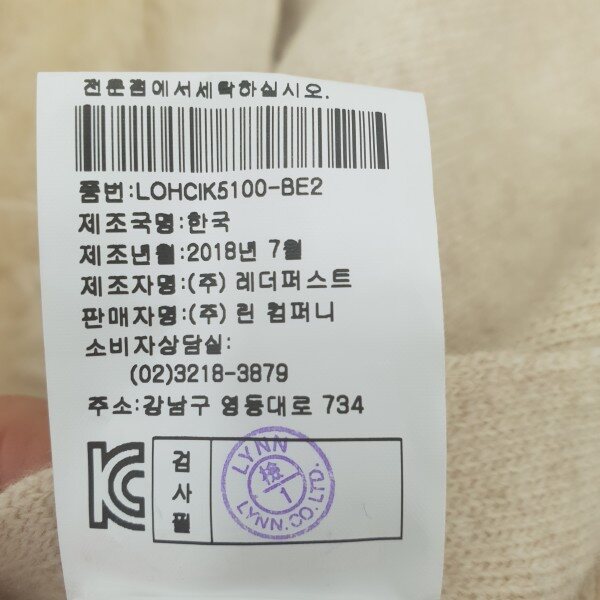 전문점에서세탁하십시오.
품번:LOHCIK5100-BE2
제조국명:한국
제조년월:2018년 7월
제조자명:(주) 레더퍼스트
판매자명:(주) 린 컴퍼니
소비자상담실:
(02)3218-3879
주소:강남구 영동대로 734
KC
검사필
LYNN
檢
1
LYNN.CO.LTD.